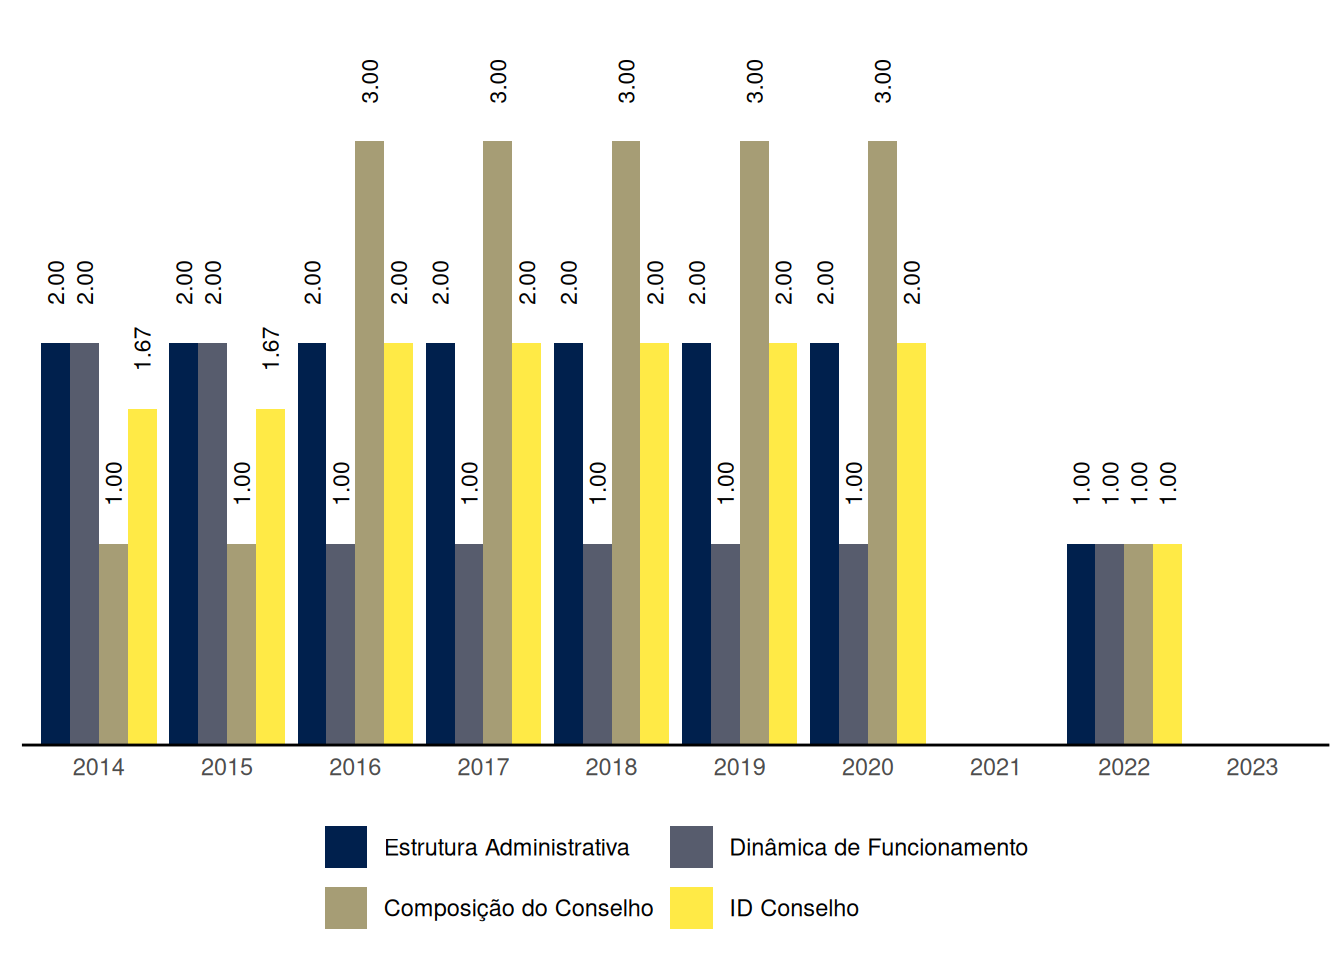 3.00 3.00 3.00 3.00 3.00
2.00 2.00 2.00 2.00 2.00 2.00 2.00 2.00 2.00 2.00 2.00 2.00 2.00 2.00
1.67 1.67
1.00 1.00 1.00 1.00 1.00 1.00 1.00 1.00 1.00 1.00 1.00
2014 2015 2016 2017 2018 2019 2020 2021 2022 2023
Estrutura Administrativa Dinâmica de Funcionamento
Composição do Conselho ID Conselho